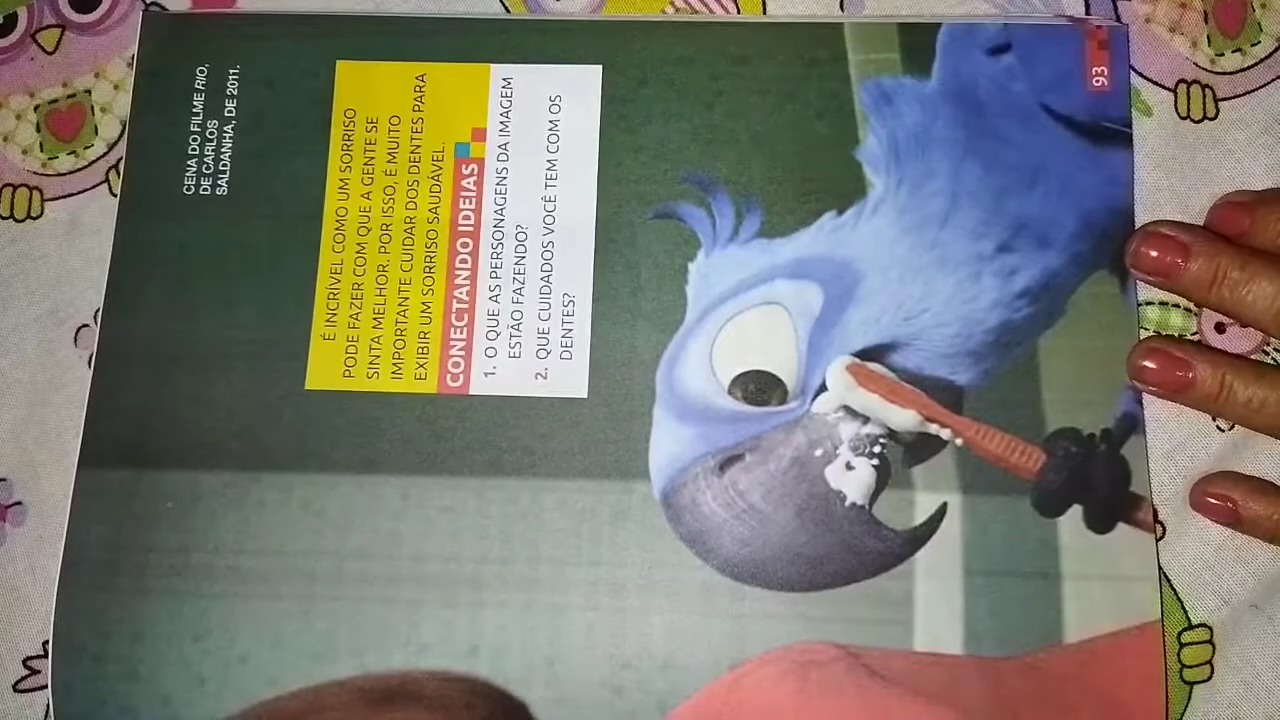 CENA DO FILME RIO,
DE CARLOS
SALDANHA, DE 2011.
É INCRÍVEL COMO UM SORRISO
PODE FAZER COM QUE A GENTE SE
SINTA MELHOR. POR ISSO, É MUITO
IMPORTANTE CUIDAR DOS DENTES PARA
EXIBIR UM SORRISO SAUDÁVEL.
CONECTANDO IDEIAS
1. O QUE AS PERSONAGENS DA IMAGEM
ESTÃO FAZENDO?
2. QUE CUIDADOS VOCÊ TEM COM OS
DENTES?
93